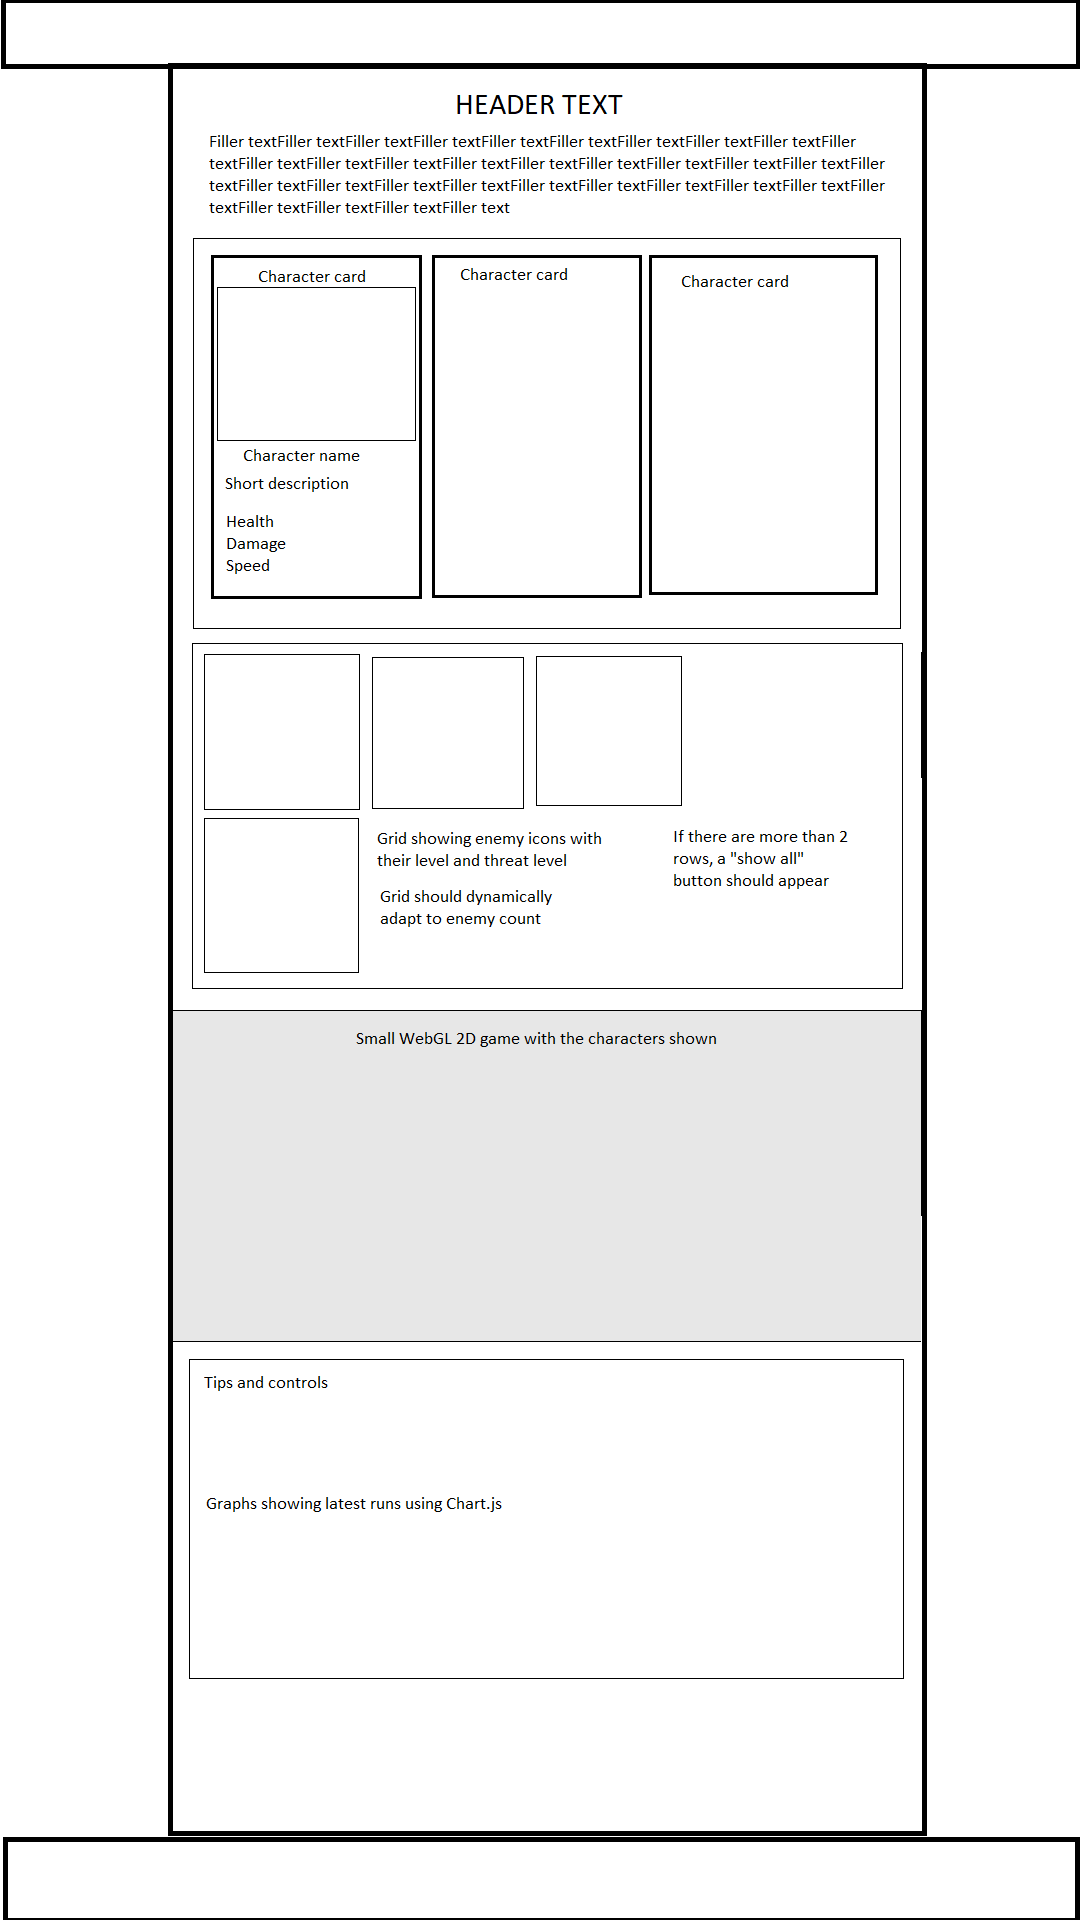 HEADER TEXT
Filler textFiller textFiller textFiller textFiller textFiller textFiller textFiller textFiller textFiller
textFiller textFiller textFiller textFiller textFiller textFiller textFiller textFiller textFiller
textFiller textFiller textFiller textFiller textFiller textFiller textFiller textFiller textFiller
textFiller textFiller textFiller textFiller text
Character card
Character name
Short description
Health
Damage
Speed
Character card
Character card
Grid showing enemy icons with
their level and threat level
Grid should dynamically
adapt to enemy count
If there are more than 2
rows, a "show all"
button should appear
Small WebGL 2D game with the characters shown
Tips and controls
Graphs showing latest runs using Chart.js